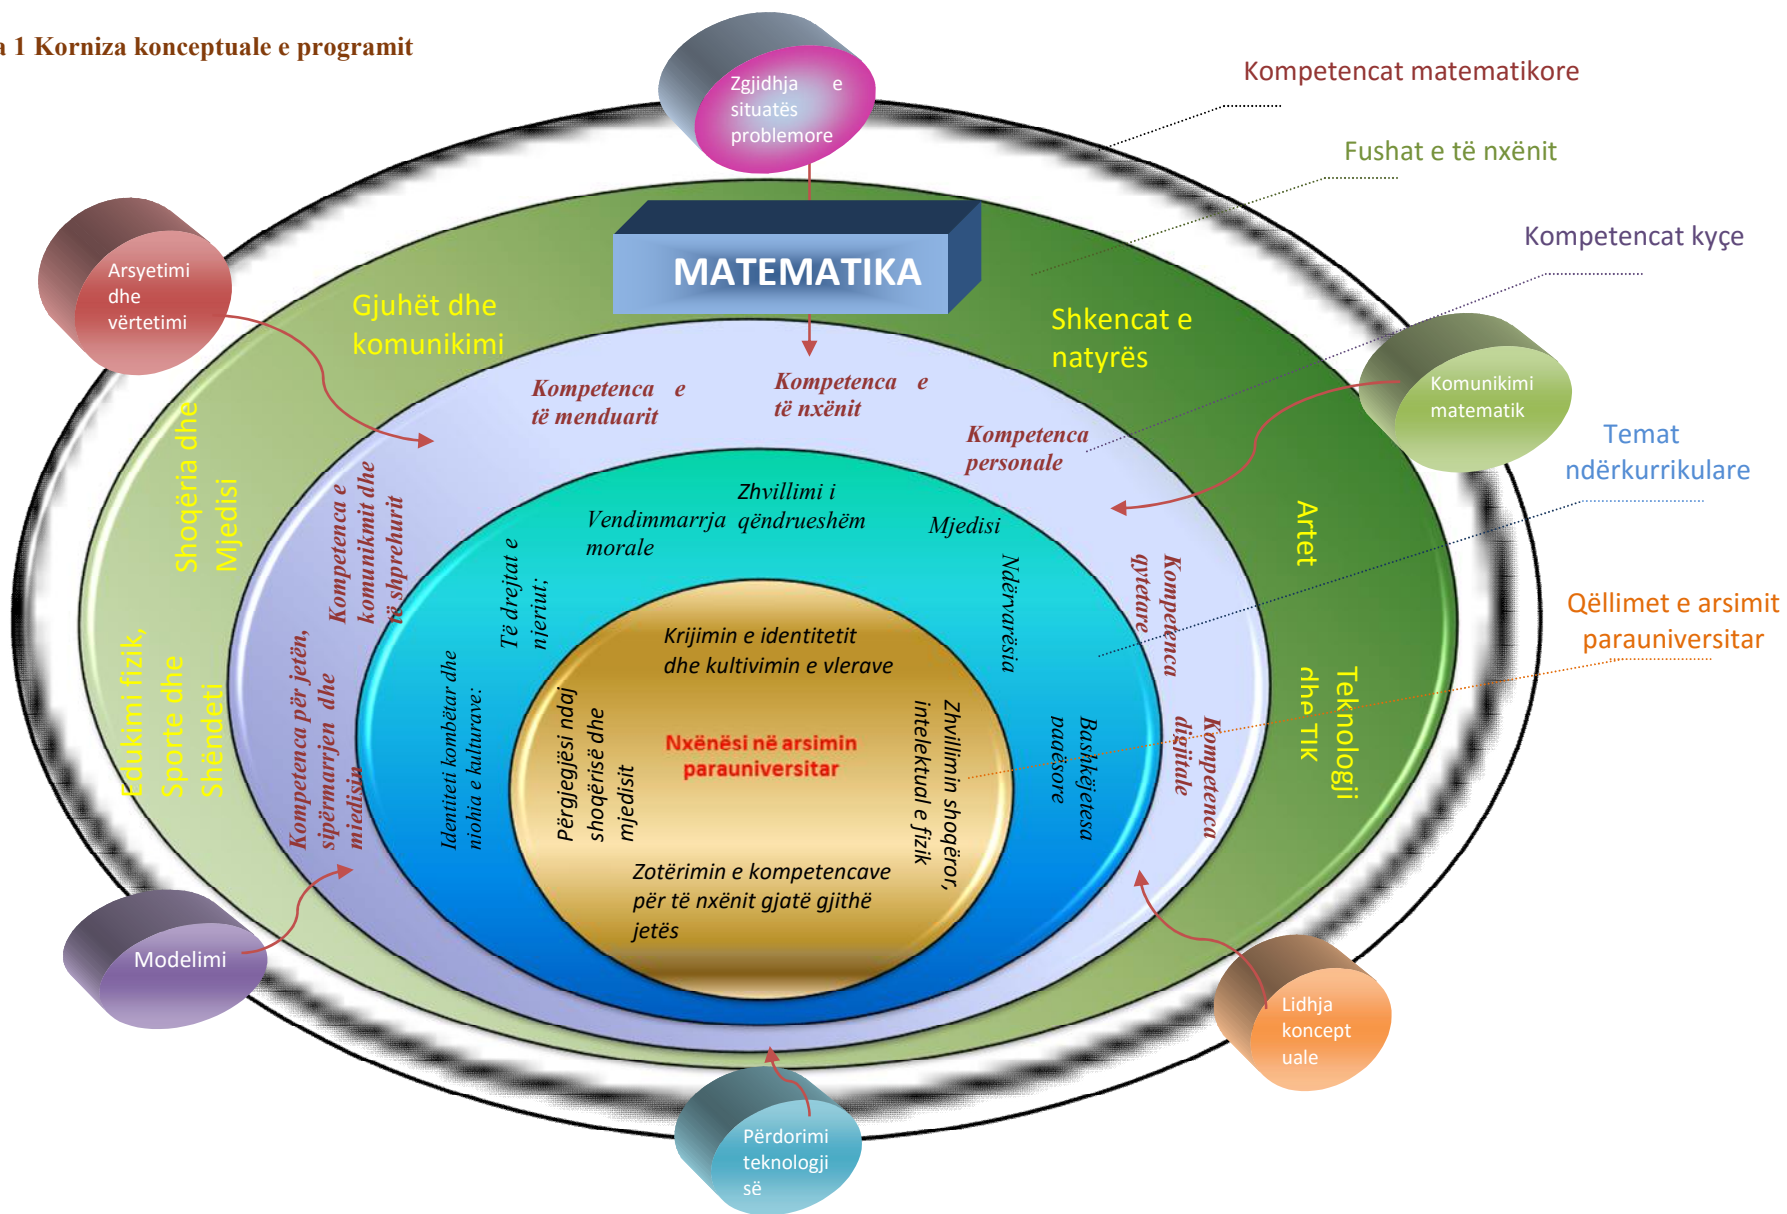 a 1 Korniza konceptuale e programit
Zgjidhja e
situatës
problemore
Kompetencat matematikore
Fushat e të nxënit
Kompetencat kyçe
Temat
ndërkurrikulare
Qëllimet e arsimit
parauniversitar
Arsyetimi
dhe
vërtetimi
MATEMATIKA
Gjuhët dhe
komunikimi
Shkencat e
natyrës
Komunikimi
matematik
Kompetenca e
të menduarit
Kompetenca e
të nxënit
Kompetenca
personale
Shoqëria dhe
Mjedisi
Kompetenca e
komunikmit dhe
të shprehurit
Artet
Zhvillimi i
qëndrueshëm
Vendimmarrja
morale
Mjedisi
Të drejtat e
njeriut;
Ndërvarësia
Kompetenca
qytetare
Krijimin e identitetit
dhe kultivimin e vlerave
Edukimi fizik,
Sporte dhe
Shëndeti
Kompetenca për jetën,
sipërmarrjen dhe
mjedisin
Identiteti kombëtar dhe
njohja e kulturave:
Përgjegjësi ndaj
shoqërisë dhe
mjedisit
Nxënësi në arsimin
parauniversitar
Zhvillimin shoqëror,
intelektual e fizik
Bashkëjetesa
paqësore
Kompetenca
digjitale
Teknologji
dhe TIK
Zotërimin e kompetencave
për të nxënit gjatë gjithë
jetës
Modelimi
Lidhja
koncept
uale
Përdorimi
teknologji
së